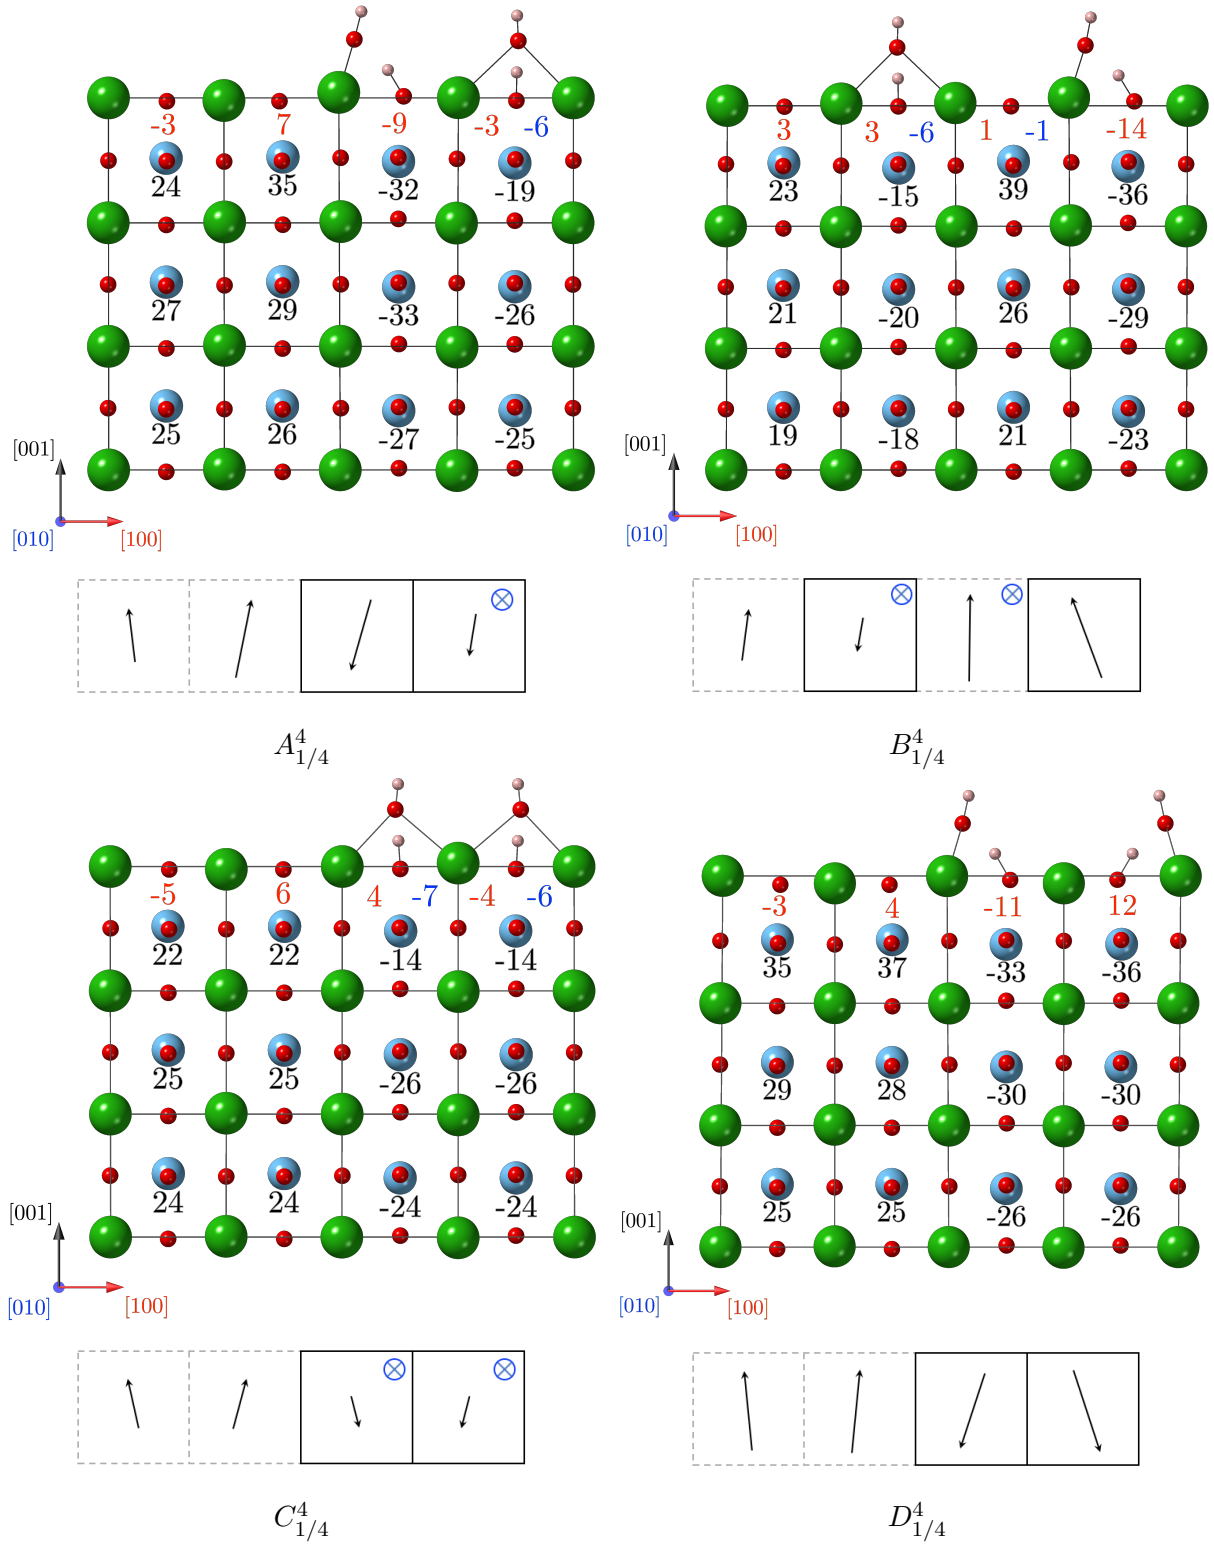 -3 7 -9 -3 -6
24 35 -32 -19
27 29 -33 -26
25 26 -27 -25
[001]
[010] [100]
A^4_{1/4}
3 3 -6 1 -1 -14
23 -15 39 -36
21 -20 26 -29
19 -18 21 -23
[001]
[010] [100]
B^4_{1/4}
-5 6 4 -7 -4 -6
22 22 -14 -14
25 25 -26 -26
24 24 -24 -24
[001]
[010] [100]
C^4_{1/4}
-3 4 -11 12
35 37 -33 -36
29 28 -30 -30
25 25 -26 -26
[001]
[010] [100]
D^4_{1/4}